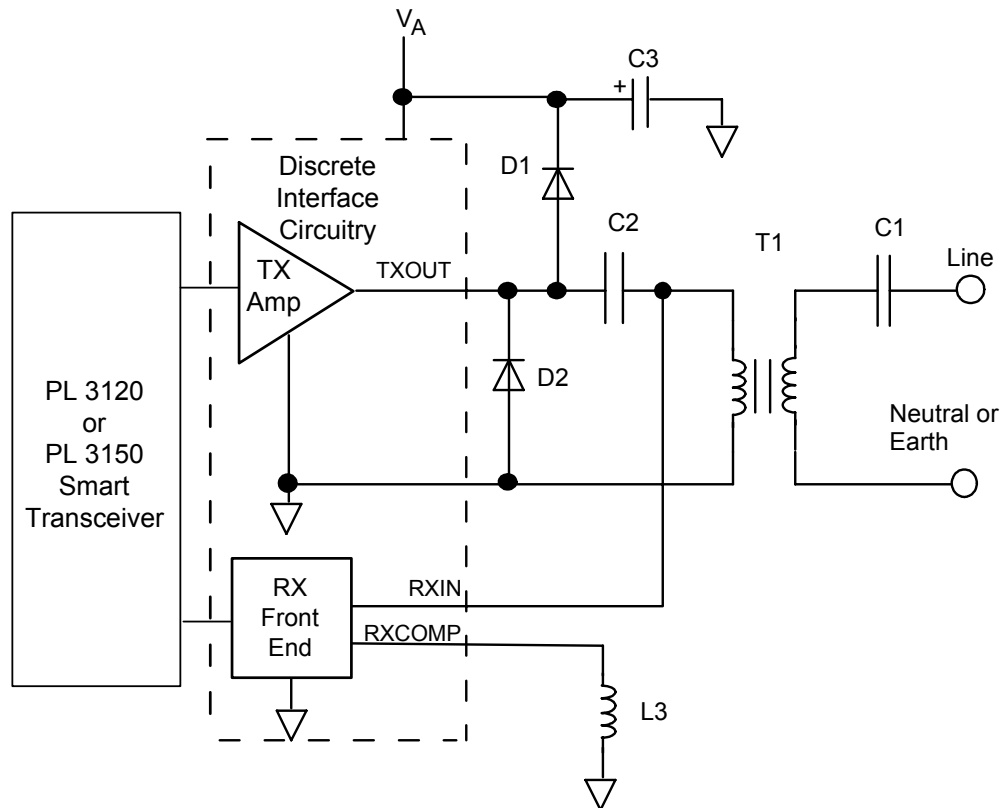 V_A
C3
+
Discrete
Interface
Circuitry
D1
C2
T1
C1
Line
TX
Amp
TXOUT
D2
Neutral or
Earth
PL 3120
or
PL 3150
Smart
Transceiver
RX
Front
End
RXIN
RXCOMP
L3